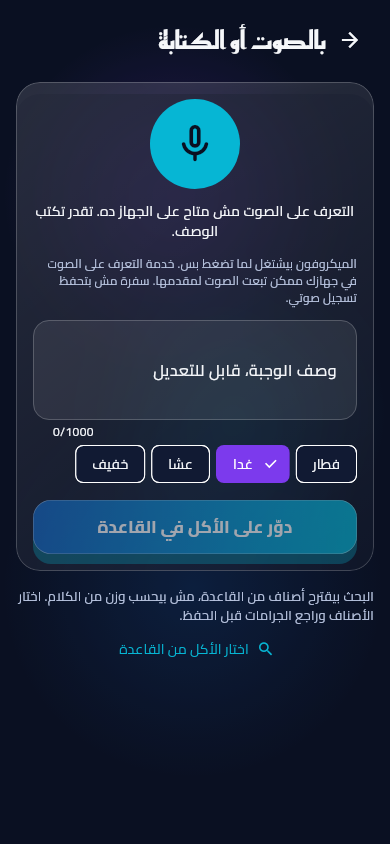 بالصوت أو الكتابة
التعرف على الصوت مش متاح على الجهاز ده. تقدر تكتب
الوصف.
الميكروفون بيشتغل لما تضغط بس. خدمة التعرف على الصوت
في جهازك ممكن تبعت الصوت لمقدمها. سفرة مش بتحفظ
تسجيل صوتي.
وصف الوجبة، قابل للتعديل
0/1000
فطار
غدا
عشا
خفيف
دوّر على الأكل في القاعدة
البحث بيقترح أصناف من القاعدة، مش بيحسب وزن من الكلام. اختار
الأصناف وراجع الجرامات قبل الحفظ.
اختار الأكل من القاعدة